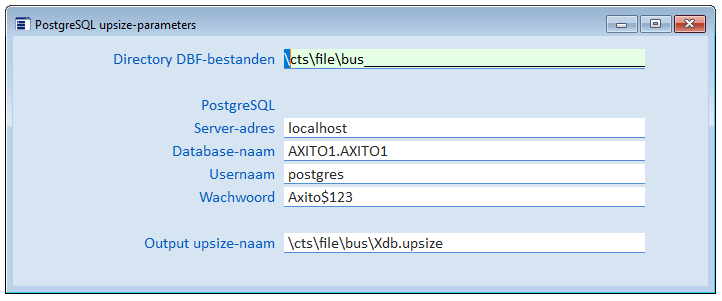 PostgreSQL upsize-parameters
Directory DBF-bestanden \cts\file\bus
PostgreSQL
Server-adres localhost
Database-naam AXITO1.AXITO1
Usernaam postgres
Wachwoord Axito$123
Output upsize-naam \cts\file\bus\Xdb.upsize